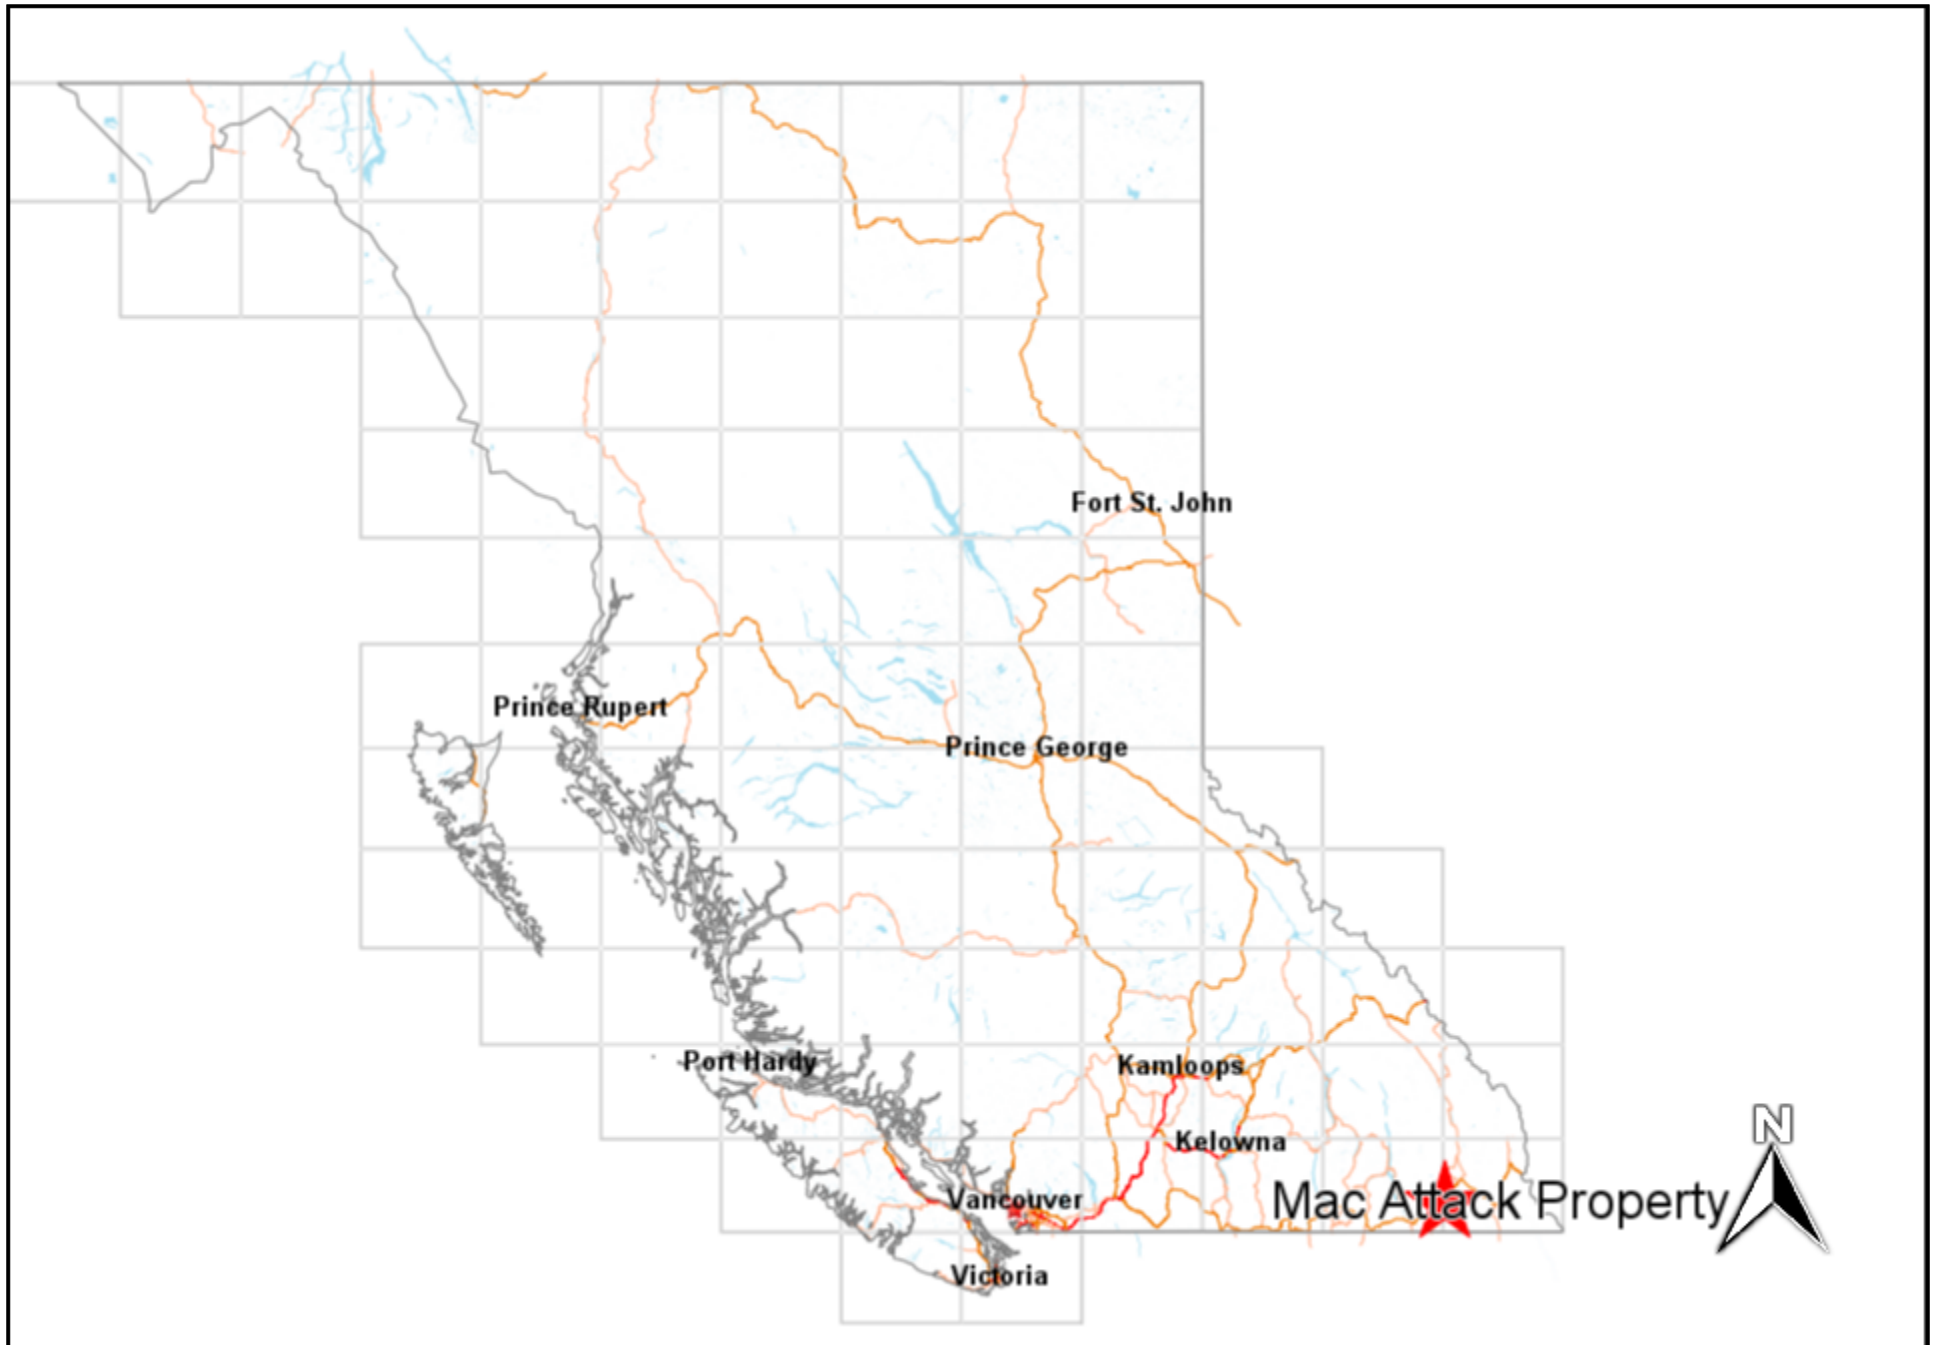 Fort St. John
Prince Rupert
Prince George
Port Hardy
Kamloops
Kelowna
N
Mac Attack Property
Vancouver
Victoria